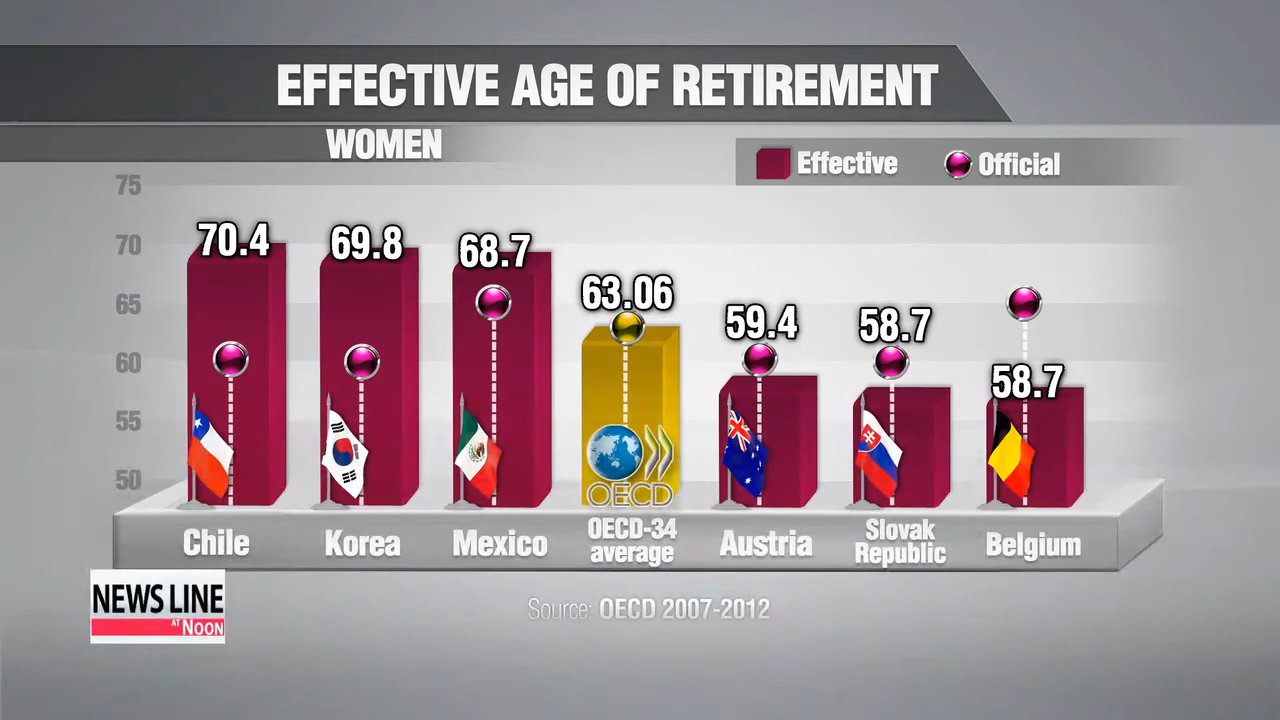 EFFECTIVE AGE OF RETIREMENT
WOMEN
Effective
Official
75
70
65
60
55
50
70.4
69.8
68.7
63.06
59.4
58.7
58.7
OECD
Chile
Korea
Mexico
OECD-34
average
Austria
Slovak
Republic
Belgium
Source: OECD 2007-2012
NEWS LINE
AT NOON